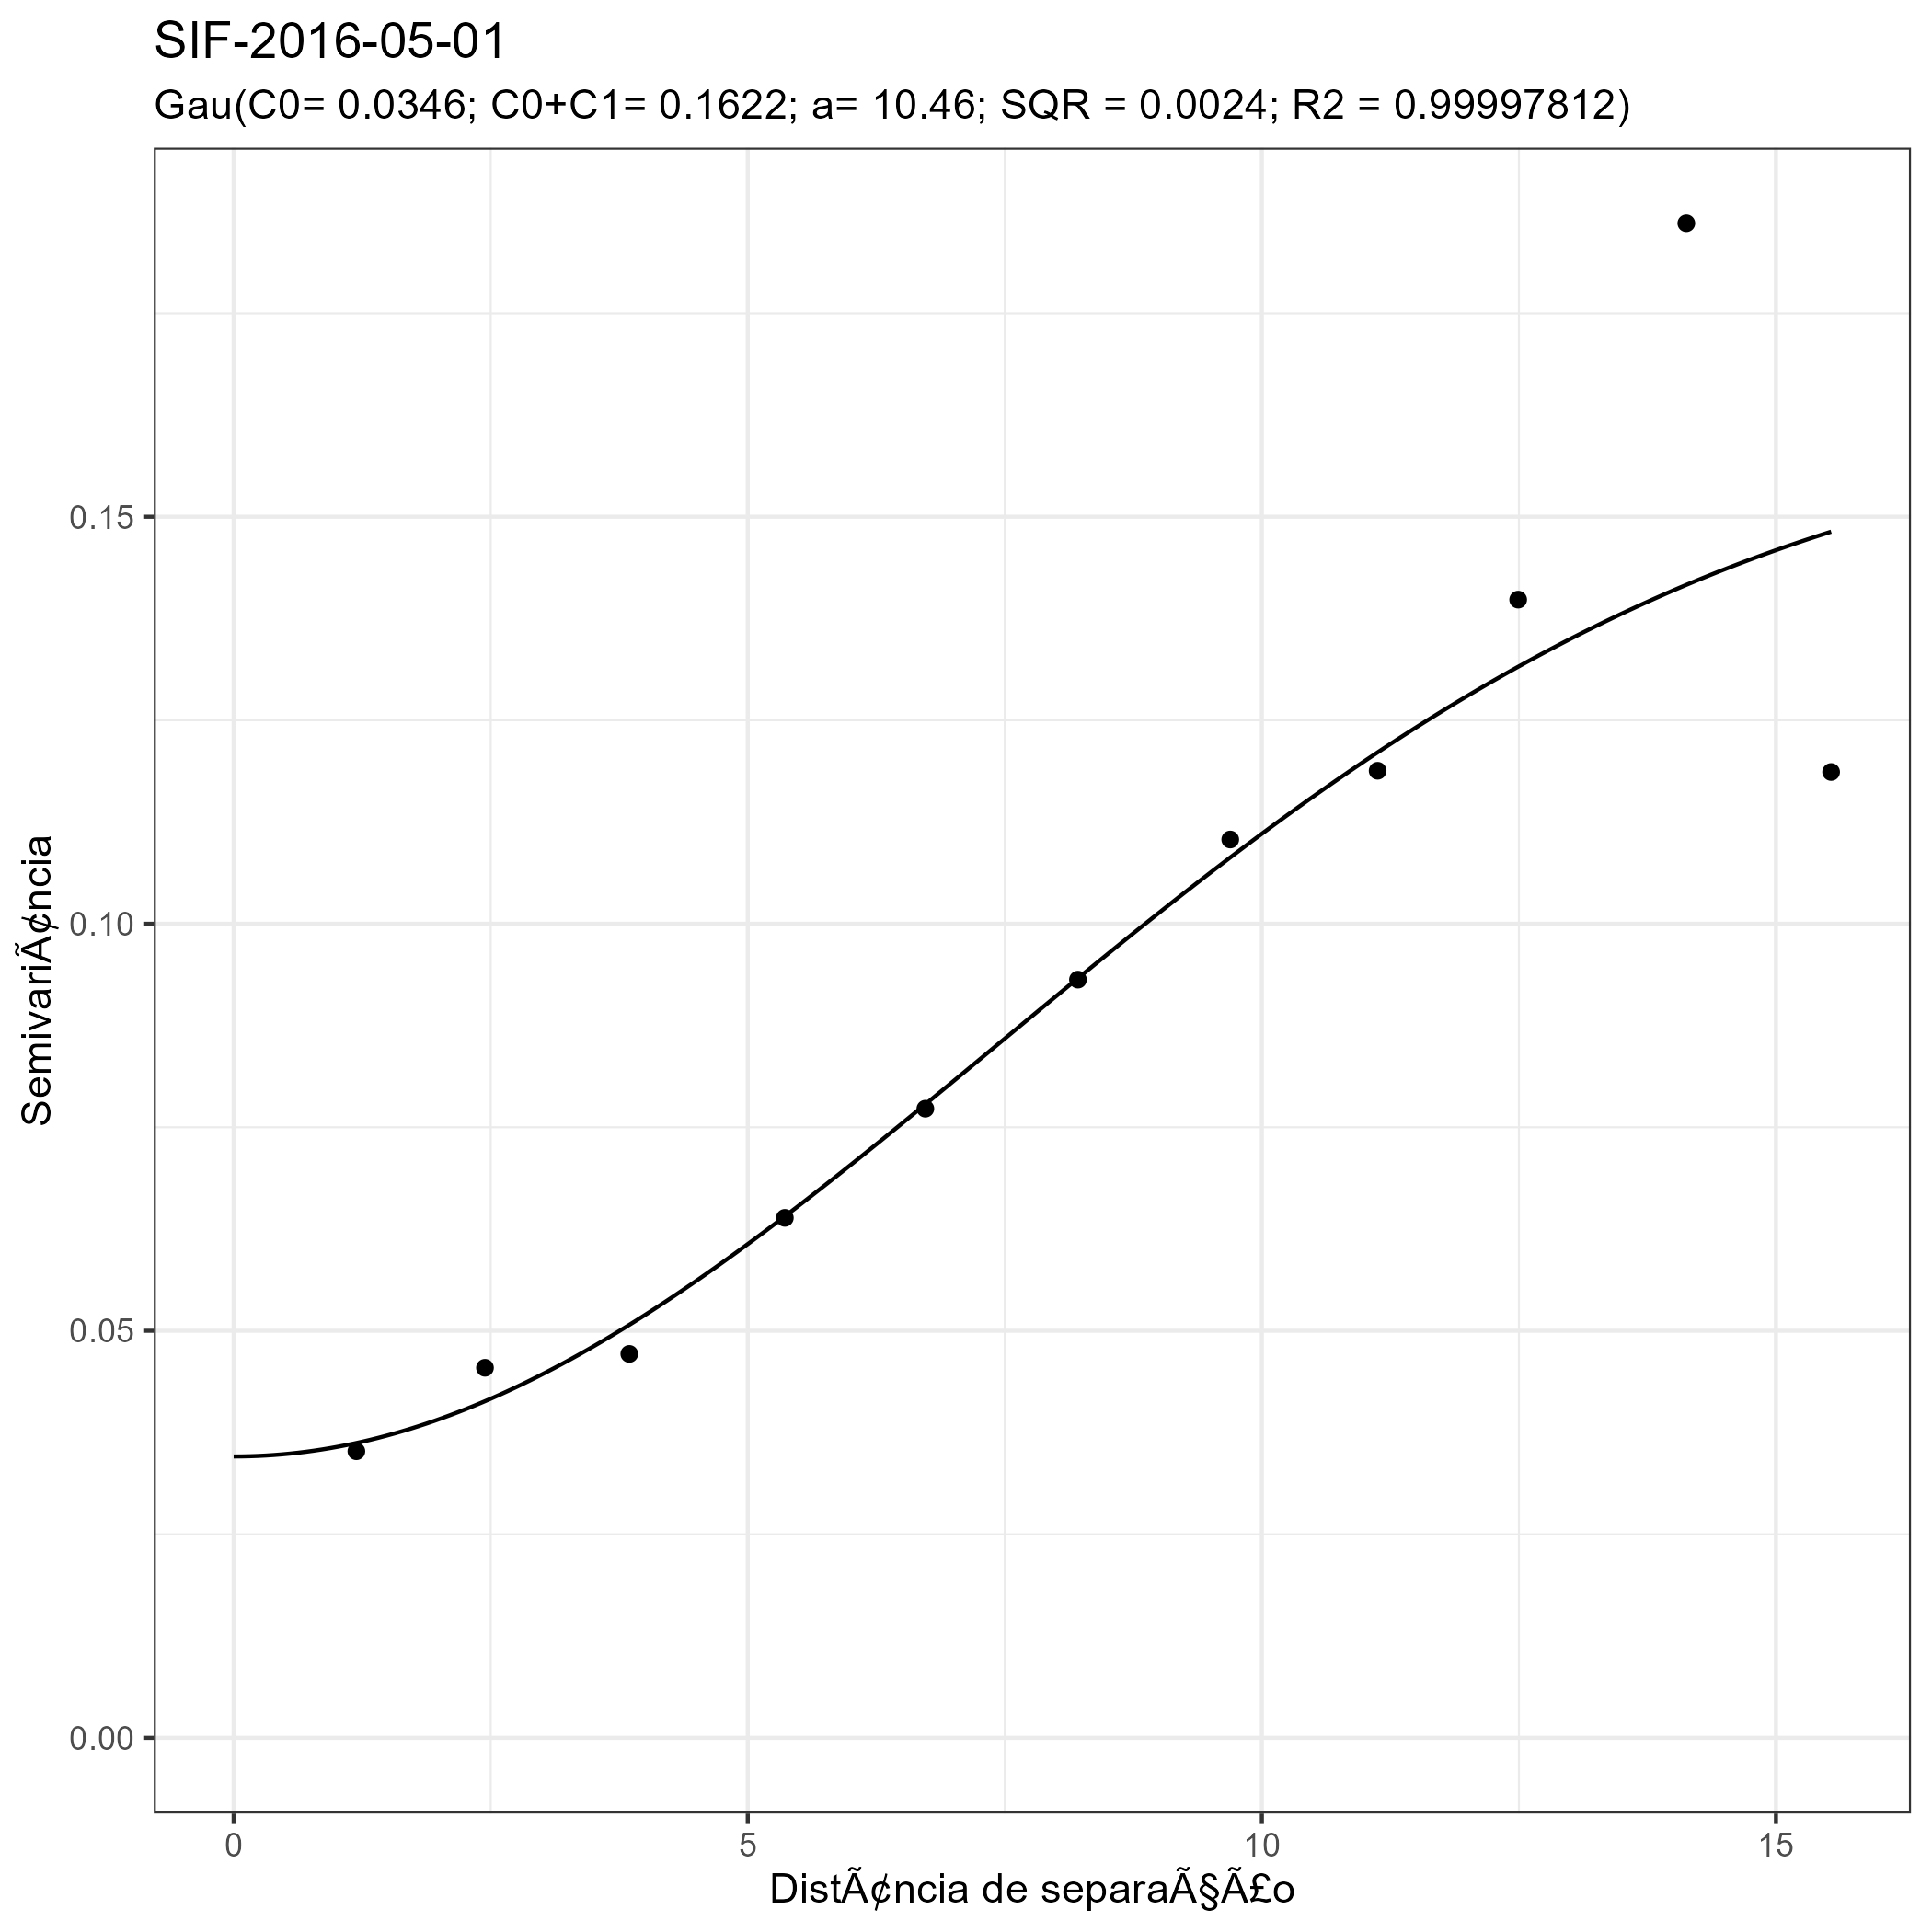 SIF-2016-05-01
Gau(C0= 0.0346; C0+C1= 0.1622; a= 10.46; SQR = 0.0024; R2 = 0.99997812)
SemivariÃ¢ncia
0.15
0.10
0.05
0.00
0 5 10 15
DistÃ¢ncia de separaÃ§Ã£o